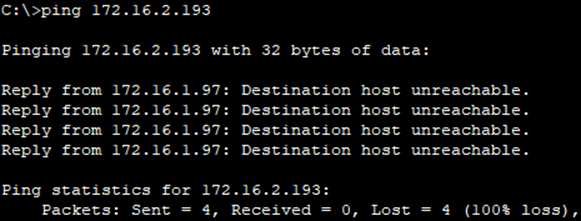 C:\>ping 172.16.2.193
Pinging 172.16.2.193 with 32 bytes of data:
Reply from 172.16.1.97: Destination host unreachable.
Reply from 172.16.1.97: Destination host unreachable.
Reply from 172.16.1.97: Destination host unreachable.
Reply from 172.16.1.97: Destination host unreachable.
Ping statistics for 172.16.2.193:
    Packets: Sent = 4, Received = 0, Lost = 4 (100% loss),